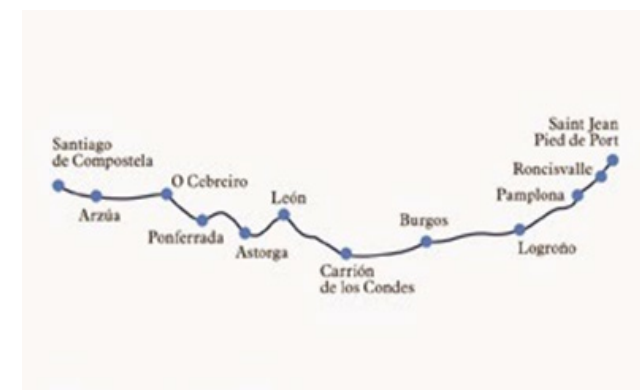 Santiago
de Compostela
Arzúa
O Cebreiro
Ponferrada
Astorga
León
Carrión
de los Condes
Burgos
Logroño
Pamplona
Roncisvalle
Saint Jean
Pied de Port